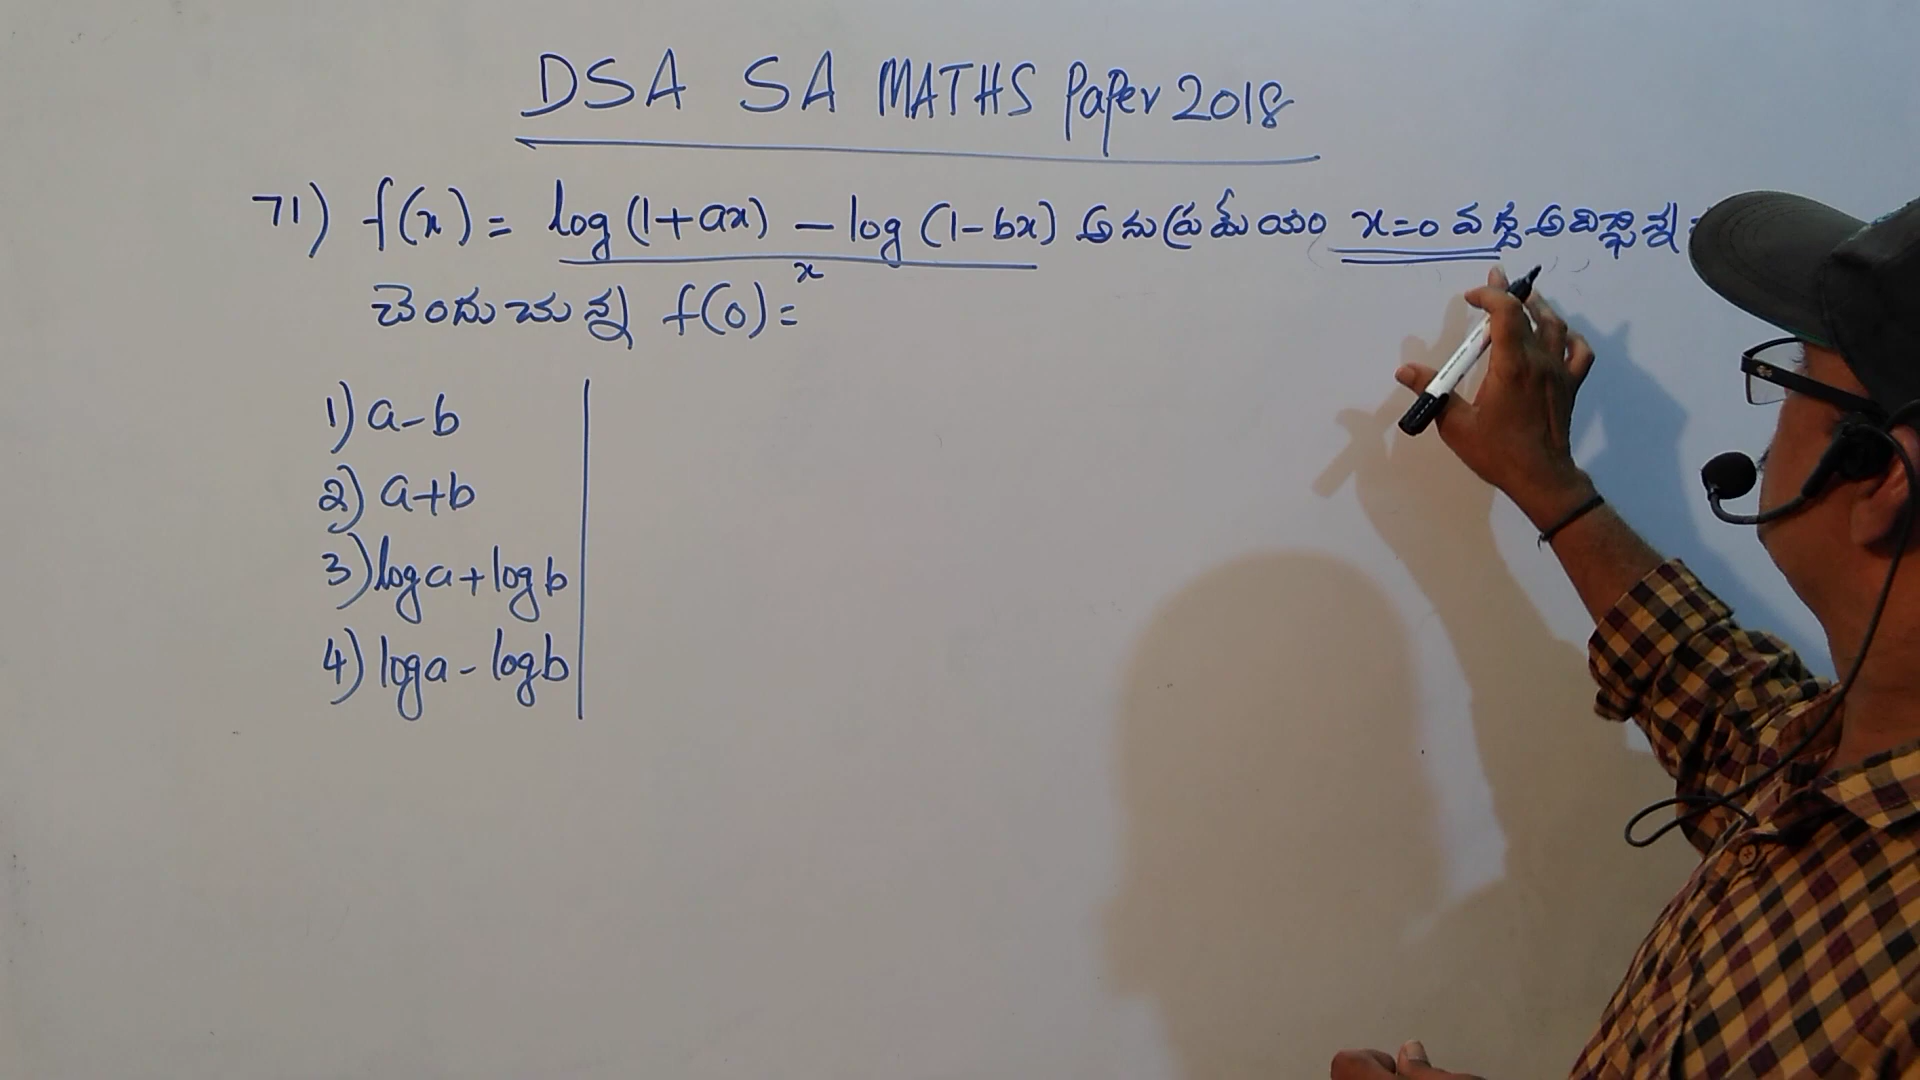 DSA SA MATHS Paper 2018
71) f(x) = log (1+ax) - log (1-bx) అను ప్రమేయం x=0 వద్ద అవిచ్ఛిన్న
x
చెందుచున్న f(0) =
1) a-b
2) a+b
3) log a + log b
4) log a - log b